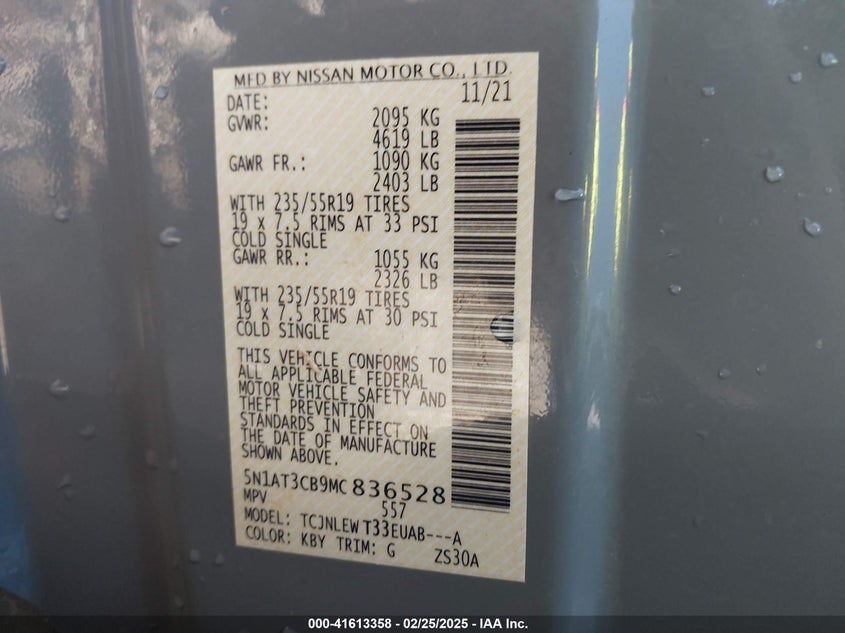 MFD BY NISSAN MOTOR CO., LTD.
DATE: 11/21
GVWR: 2095 KG
4619 LB
GAWR FR.: 1090 KG
2403 LB
WITH 235/55R19 TIRES
19 x 7.5 RIMS AT 33 PSI
COLD SINGLE
GAWR RR.: 1055 KG
2326 LB
WITH 235/55R19 TIRES
19 x 7.5 RIMS AT 30 PSI
COLD SINGLE
THIS VEHICLE CONFORMS TO
ALL APPLICABLE FEDERAL
MOTOR VEHICLE SAFETY AND
THEFT PREVENTION
STANDARDS IN EFFECT ON
THE DATE OF MANUFACTURE
SHOWN ABOVE.
5N1AT3CB9MC836528
MPV 557
MODEL: TCJNLEW T33EUAB---A
COLOR: KBY TRIM: G ZS30A
000-41613358 - 02/25/2025 - IAA Inc.